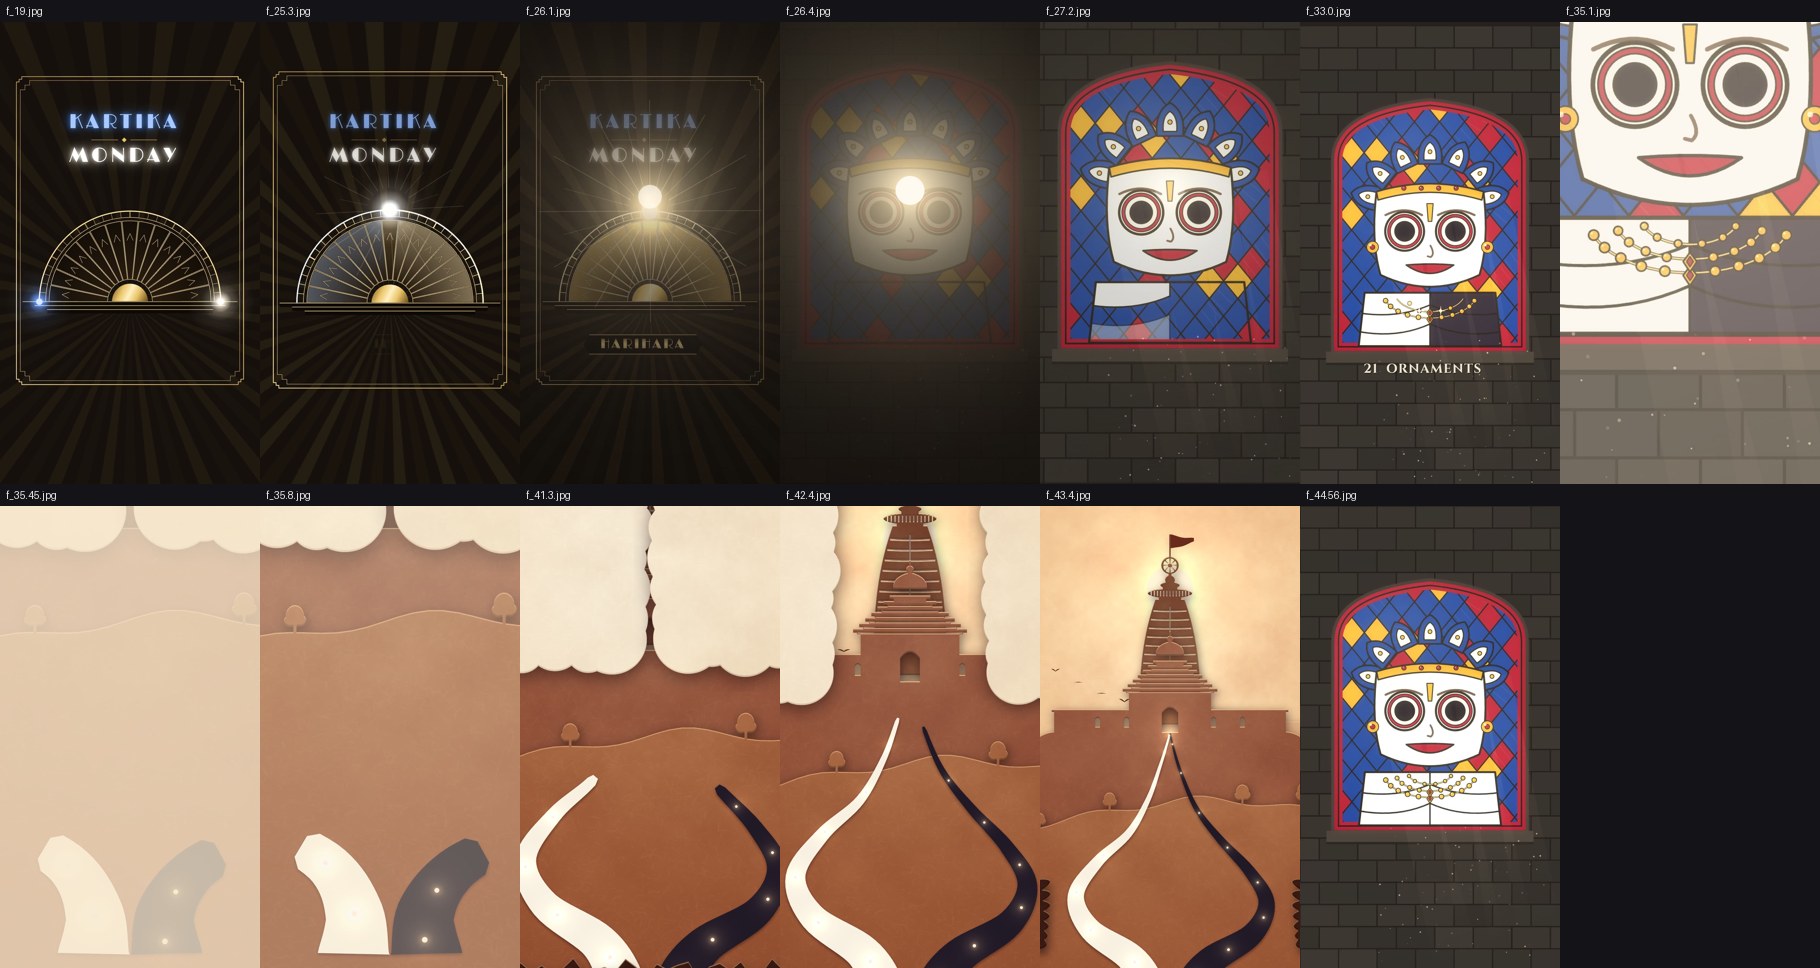 f_19.jpg
f_25.3.jpg
f_26.1.jpg
f_26.4.jpg
f_27.2.jpg
f_33.0.jpg
f_35.1.jpg
KARTIKA
MONDAY
KARTIKA
MONDAY
KARTIKA
MONDAY
HARIHARA
21 ORNAMENTS
f_35.45.jpg
f_35.8.jpg
f_41.3.jpg
f_42.4.jpg
f_43.4.jpg
f_44.56.jpg